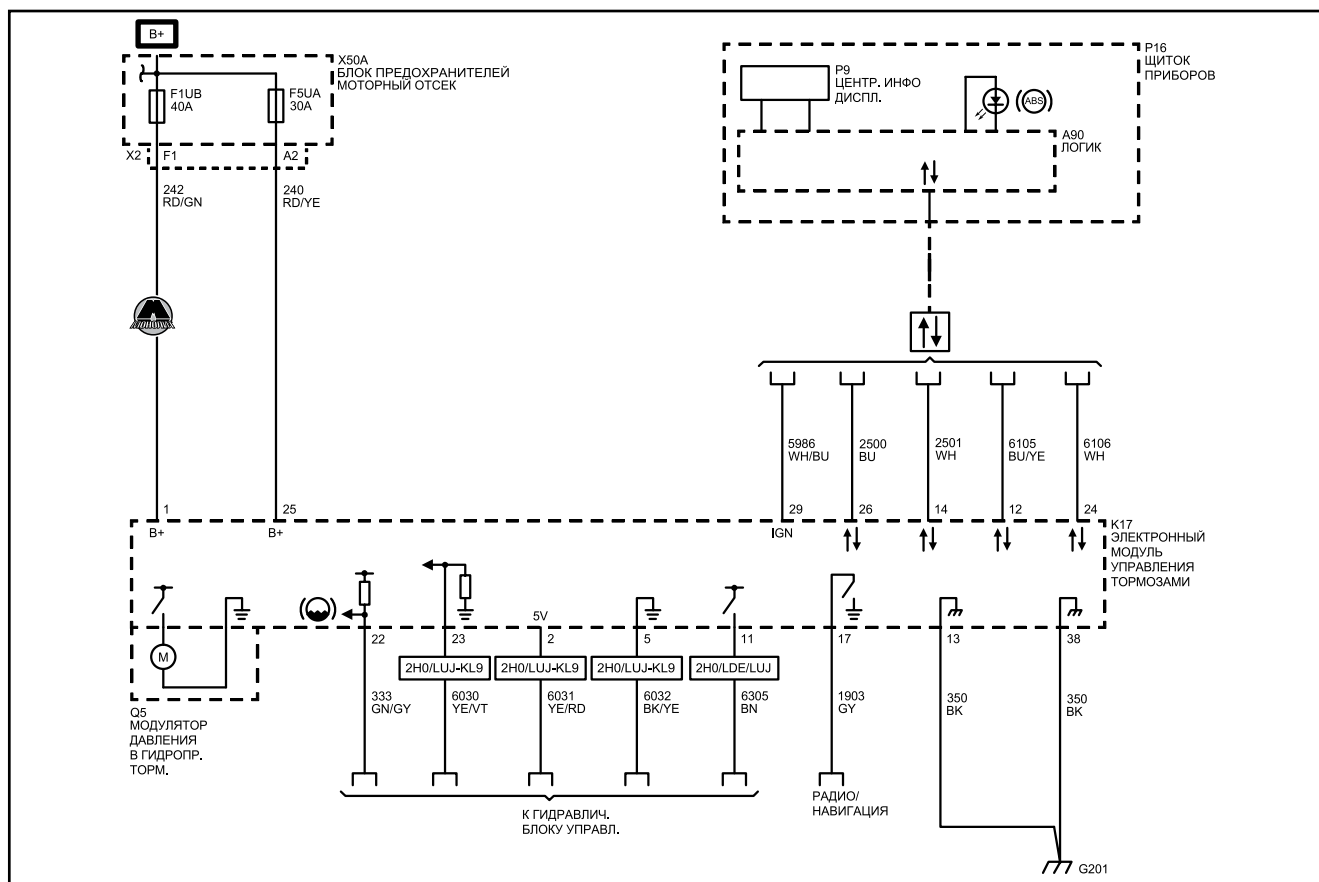 B+
X50A
БЛОК ПРЕДОХРАНИТЕЛЕЙ
МОТОРНЫЙ ОТСЕК
F1UB
40A
F5UA
30A
X2 F1 A2
242
RD/GN
240
RD/YE
P16
ЩИТОК
ПРИБОРОВ
P9
ЦЕНТР. ИНФО
ДИСПЛ.
ABS
A90
ЛОГИК
5986
WH/BU
2500
BU
2501
WH
6105
BU/YE
6106
WH
1 25 29 26 14 12 24
B+ B+ IGN
K17
ЭЛЕКТРОННЫЙ
МОДУЛЬ
УПРАВЛЕНИЯ
ТОРМОЗАМИ
5V
M
22 23 2 5 11 17 13 38
2H0/LUJ-KL9 2H0/LUJ-KL9 2H0/LUJ-KL9 2H0/LDE/LUJ
333
GN/GY
6030
YE/VT
6031
YE/RD
6032
BK/YE
6305
BN
1903
GY
350
BK
350
BK
Q5
МОДУЛЯТОР
ДАВЛЕНИЯ
В ГИДРОПР.
ТОРМ.
К ГИДРАВЛИЧ.
БЛОКУ УПРАВЛ.
РАДИО/
НАВИГАЦИЯ
G201